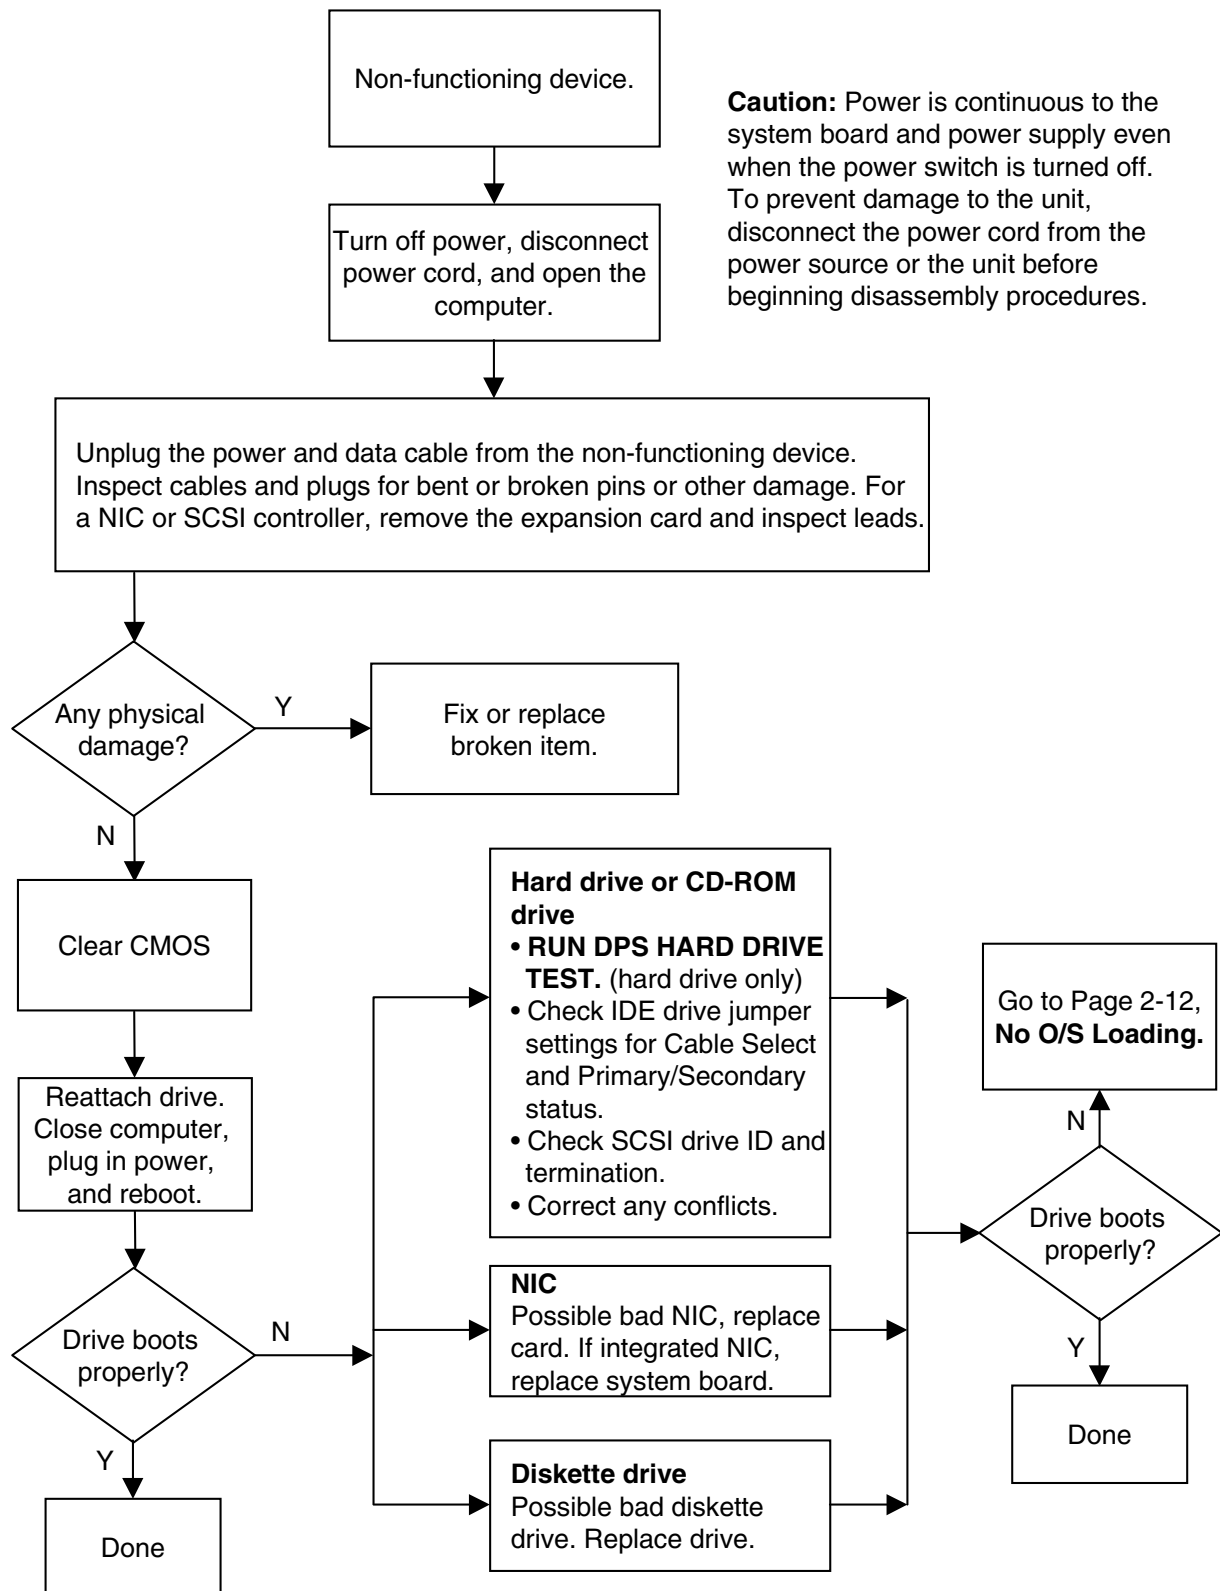 Non-functioning device.
Caution: Power is continuous to the
system board and power supply even
when the power switch is turned off.
To prevent damage to the unit,
disconnect the power cord from the
power source or the unit before
beginning disassembly procedures.
Turn off power, disconnect
power cord, and open the
computer.
Unplug the power and data cable from the non-functioning device.
Inspect cables and plugs for bent or broken pins or other damage. For
a NIC or SCSI controller, remove the expansion card and inspect leads.
Any physical
damage?
Y
Fix or replace
broken item.
N
Clear CMOS
Reattach drive.
Close computer,
plug in power,
and reboot.
Drive boots
properly?
N
Y
Done
Hard drive or CD-ROM
drive
• RUN DPS HARD DRIVE
TEST. (hard drive only)
• Check IDE drive jumper
settings for Cable Select
and Primary/Secondary
status.
• Check SCSI drive ID and
termination.
• Correct any conflicts.
NIC
Possible bad NIC, replace
card. If integrated NIC,
replace system board.
Diskette drive
Possible bad diskette
drive. Replace drive.
Go to Page 2-12,
No O/S Loading.
N
Drive boots
properly?
Y
Done